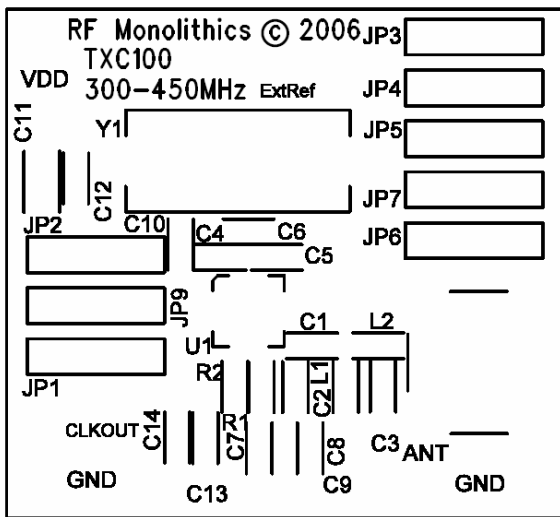 RF Monolithics © 2006
TXC100
300-450MHz ExtRef
VDD
JP3
JP4
JP5
JP7
JP6
C11
C12
Y1
JP2
C10
C4
C6
C5
JP9
U1
C1
L2
JP1
R2
L1
C2
R1
CLKOUT
C14
C7
C8
C3
ANT
GND
C13
C9
GND